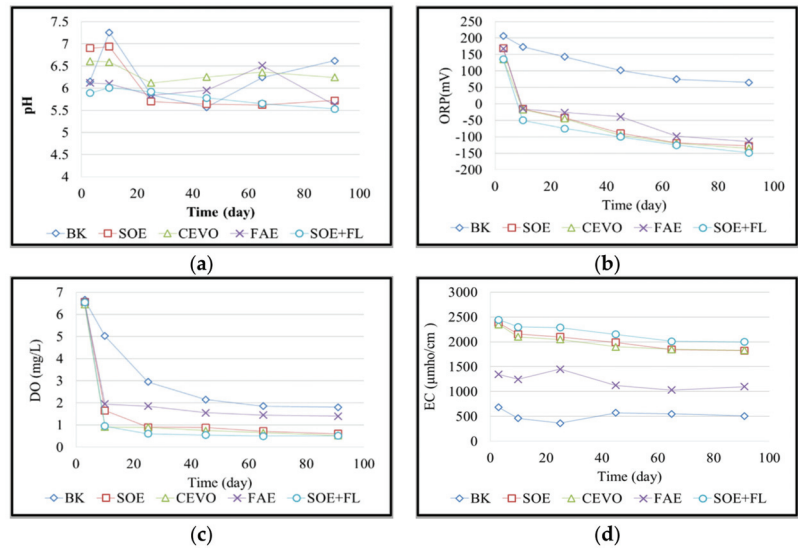 7.5
7
6.5
6
5.5
5
4.5
4
pH
0 20 40 60 80 100
Time (day)
BK SOE CEVO FAE SOE+FL
(a)
250
200
150
100
50
0
-50
-100
-150
-200
ORP(mV)
0 20 40 60 80 100
Time (day)
BK SOE CEVO FAE SOE+FL
(b)
7
6
5
4
3
2
1
0
DO (mg/L)
0 20 40 60 80 100
Time (day)
BK SOE CEVO FAE SOE+FL
(c)
3000
2500
2000
1500
1000
500
0
EC (μmho/cm )
0 20 40 60 80 100
Time (day)
BK SOE CEVO FAE SOE+FL
(d)